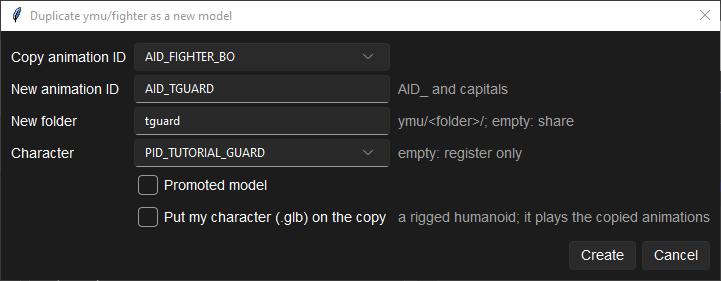 Duplicate ymu/fighter as a new model
Copy animation ID AID_FIGHTER_BO
New animation ID AID_TGUARD AID_ and capitals
New folder tguard ymu/<folder>/; empty: share
Character PID_TUTORIAL_GUARD empty: register only
Promoted model
Put my character (.glb) on the copy a rigged humanoid; it plays the copied animations
Create Cancel